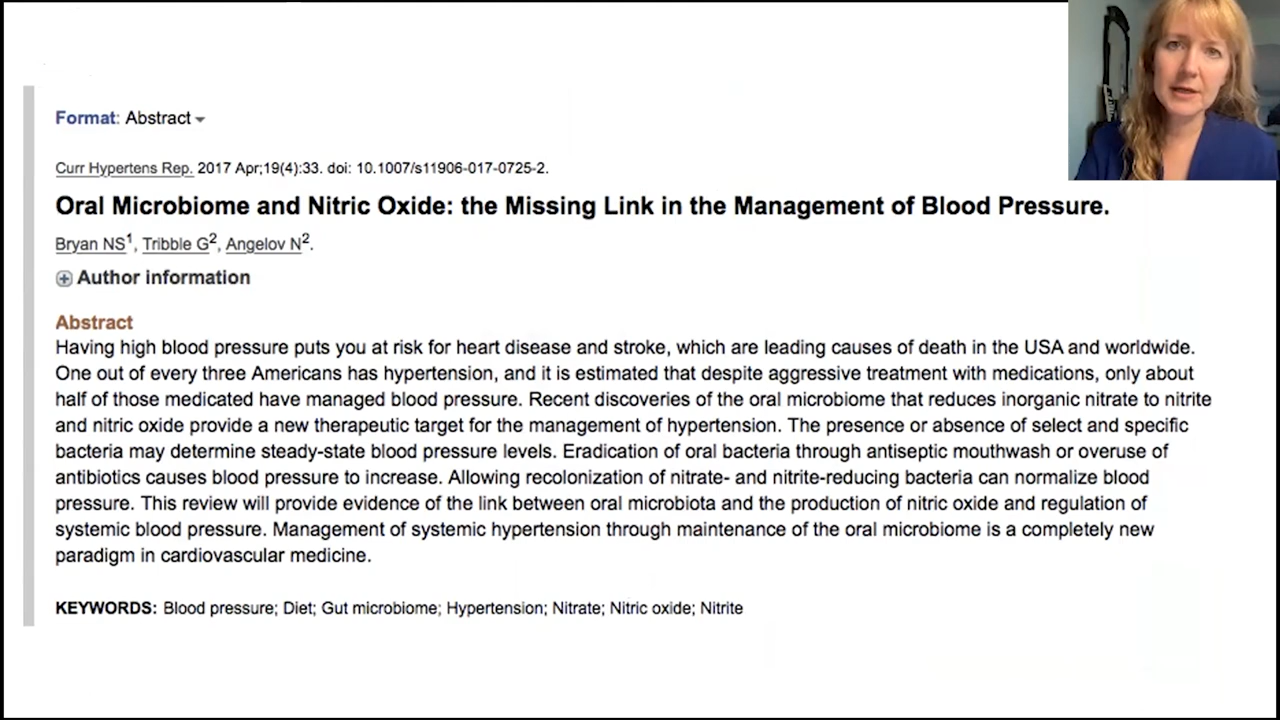 Format: Abstract
Curr Hypertens Rep. 2017 Apr;19(4):33. doi: 10.1007/s11906-017-0725-2.
Oral Microbiome and Nitric Oxide: the Missing Link in the Management of Blood Pressure.
Bryan NS1, Tribble G2, Angelov N2.
Author information
Abstract
Having high blood pressure puts you at risk for heart disease and stroke, which are leading causes of death in the USA and worldwide.
One out of every three Americans has hypertension, and it is estimated that despite aggressive treatment with medications, only about
half of those medicated have managed blood pressure. Recent discoveries of the oral microbiome that reduces inorganic nitrate to nitrite
and nitric oxide provide a new therapeutic target for the management of hypertension. The presence or absence of select and specific
bacteria may determine steady-state blood pressure levels. Eradication of oral bacteria through antiseptic mouthwash or overuse of
antibiotics causes blood pressure to increase. Allowing recolonization of nitrate- and nitrite-reducing bacteria can normalize blood
pressure. This review will provide evidence of the link between oral microbiota and the production of nitric oxide and regulation of
systemic blood pressure. Management of systemic hypertension through maintenance of the oral microbiome is a completely new
paradigm in cardiovascular medicine.
KEYWORDS: Blood pressure; Diet; Gut microbiome; Hypertension; Nitrate; Nitric oxide; Nitrite